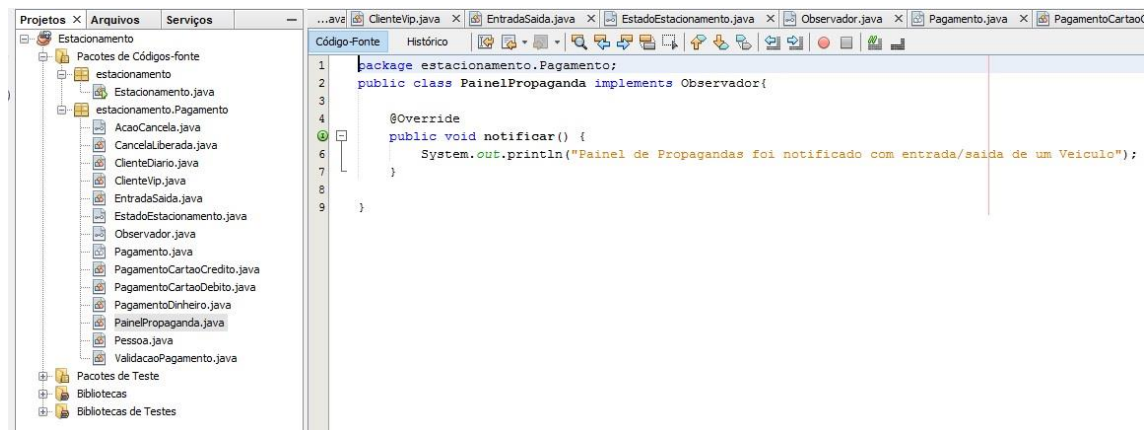 Projetos Arquivos Serviços
Estacionamento
Pacotes de Códigos-fonte
estacionamento
Estacionamento.java
estacionamento.Pagamento
AcaoCancela.java
CancelaLiberada.java
ClienteDiario.java
ClienteVip.java
EntradaSaida.java
EstadoEstacionamento.java
Observador.java
Pagamento.java
PagamentoCartaoCredito.java
PagamentoCartaoDebito.java
PagamentoDinheiro.java
PainelPropaganda.java
Pessoa.java
ValidacaoPagamento.java
Pacotes de Teste
Bibliotecas
Bibliotecas de Testes
...ava ClienteVip.java EntradaSaida.java EstadoEstacionamento.java Observador.java Pagamento.java PagamentoCartaoC
Código-Fonte Histórico
1 package estacionamento.Pagamento;
2 public class PainelPropaganda implements Observador{
3
4 @Override
public void notificar() {
6 System.out.println("Painel de Propagandas foi notificado com entrada/saida de um Veiculo");
7 }
8
9 }